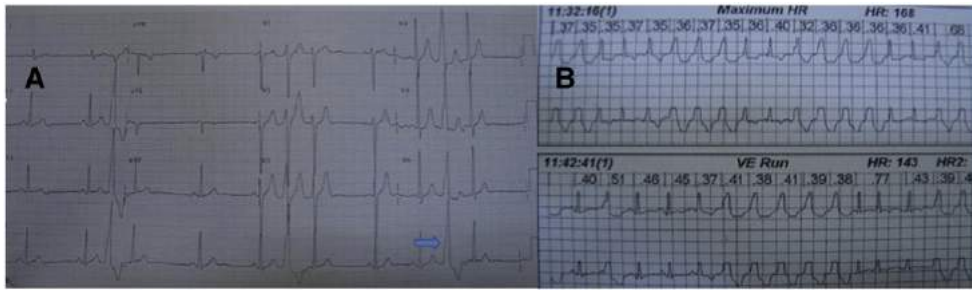 A
B
11:32:16(1) Maximum HR HR: 168
.37 .35 .35 .37 .35 .36 .37 .35 .36 .40 .32 .36 .36 .36 .36 .41 .68
11:42:41(1) VE Run HR: 143 HR2:
.40 .51 .46 .45 .37 .41 .38 .41 .39 .38 .77 .43 .39